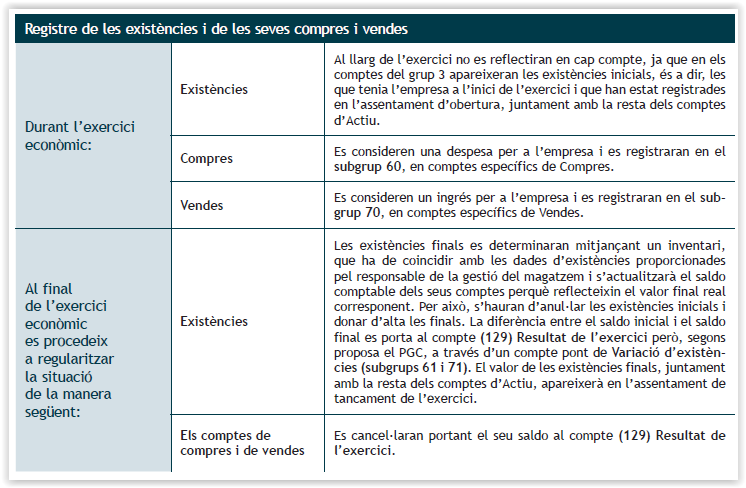 Registre de les existències i de les seves compres i vendes
Durant l’exercici
econòmic:
Existències
Al llarg de l’exercici no es reflectiran en cap compte, ja que en els
comptes del grup 3 apareixeran les existències inicials, és a dir, les
que tenia l’empresa a l’inici de l’exercici i que han estat registrades
en l’assentament d’obertura, juntament amb la resta dels comptes
d’Actiu.
Compres
Es consideren una despesa per a l’empresa i es registraran en el
subgrup 60, en comptes específics de Compres.
Vendes
Es consideren un ingrés per a l’empresa i es registraran en el sub-
grup 70, en comptes específics de Vendes.
Al final
de l’exercici
econòmic
es procedeix
a regularitzar
la situació
de la manera
següent:
Existències
Les existències finals es determinaran mitjançant un inventari,
que ha de coincidir amb les dades d’existències proporcionades
pel responsable de la gestió del magatzem i s’actualitzarà el saldo
comptable dels seus comptes perquè reflecteixin el valor final real
corresponent. Per això, s’hauran d’anul·lar les existències inicials i
donar d’alta les finals. La diferència entre el saldo inicial i el saldo
final es porta al compte (129) Resultat de l’exercici però, segons
proposa el PGC, a través d’un compte pont de Variació d’existèn-
cies (subgrups 61 i 71). El valor de les existències finals, juntament
amb la resta dels comptes d’Actiu, apareixerà en l’assentament de
tancament de l’exercici.
Els comptes de
compres i de vendes
Es cancel·laran portant el seu saldo al compte (129) Resultat de
l’exercici.